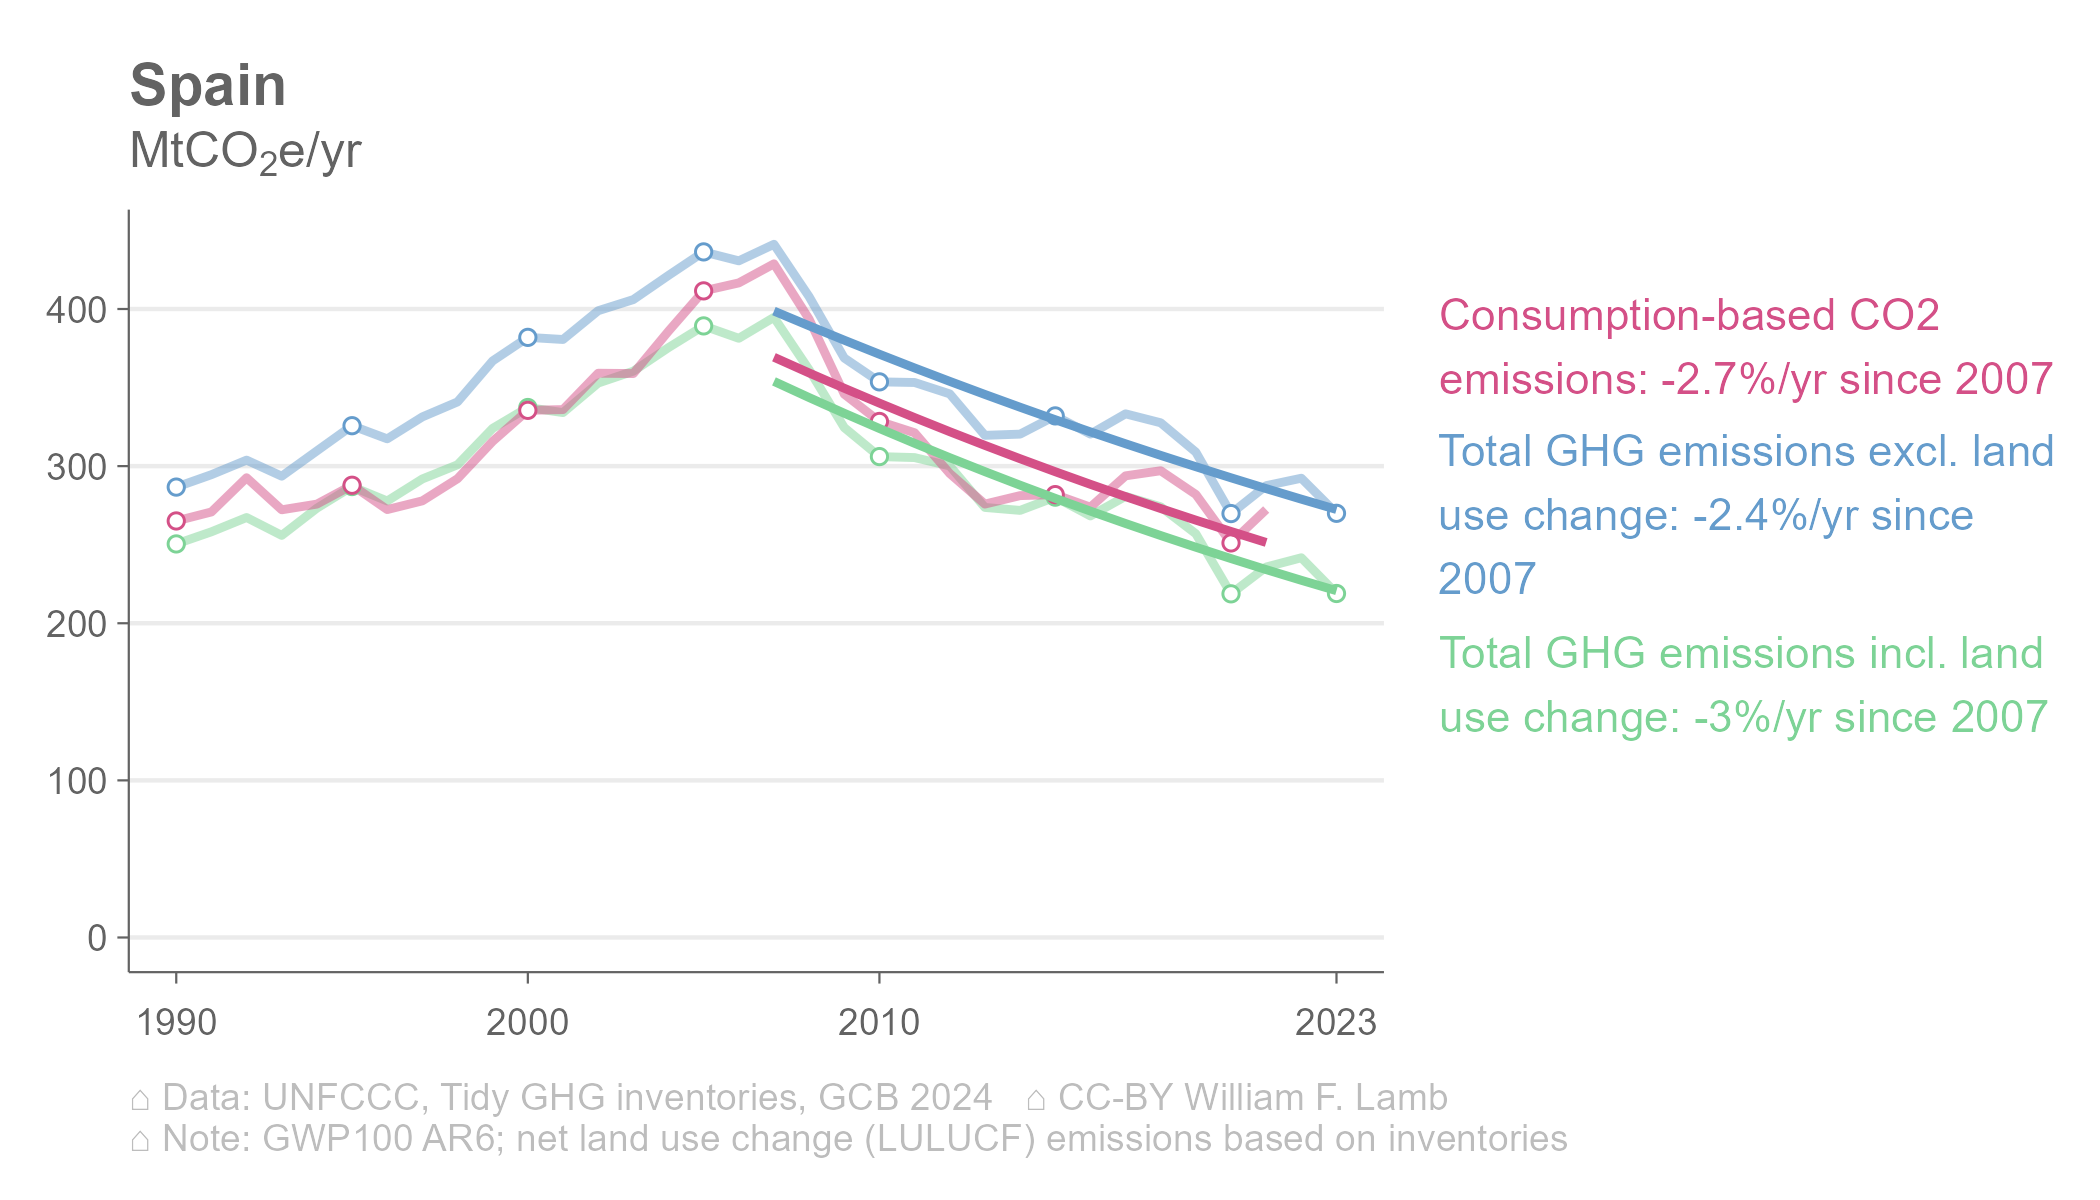 Spain
MtCO₂e/yr
400
300
200
100
0
1990 2000 2010 2023
Consumption-based CO2
emissions: -2.7%/yr since 2007
Total GHG emissions excl. land
use change: -2.4%/yr since
2007
Total GHG emissions incl. land
use change: -3%/yr since 2007
⌂ Data: UNFCCC, Tidy GHG inventories, GCB 2024 ⌂ CC-BY William F. Lamb
⌂ Note: GWP100 AR6; net land use change (LULUCF) emissions based on inventories